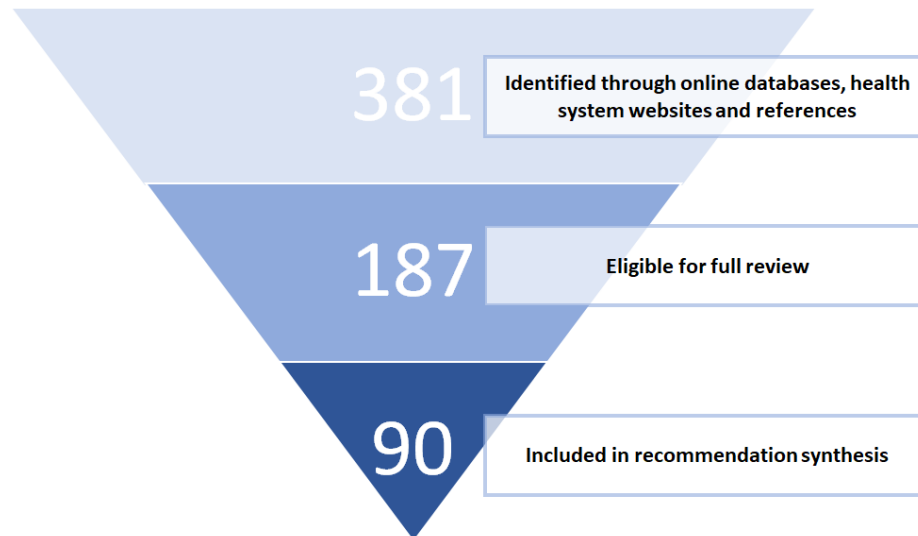 381
Identified through online databases, health
system websites and references
187
Eligible for full review
90
Included in recommendation synthesis